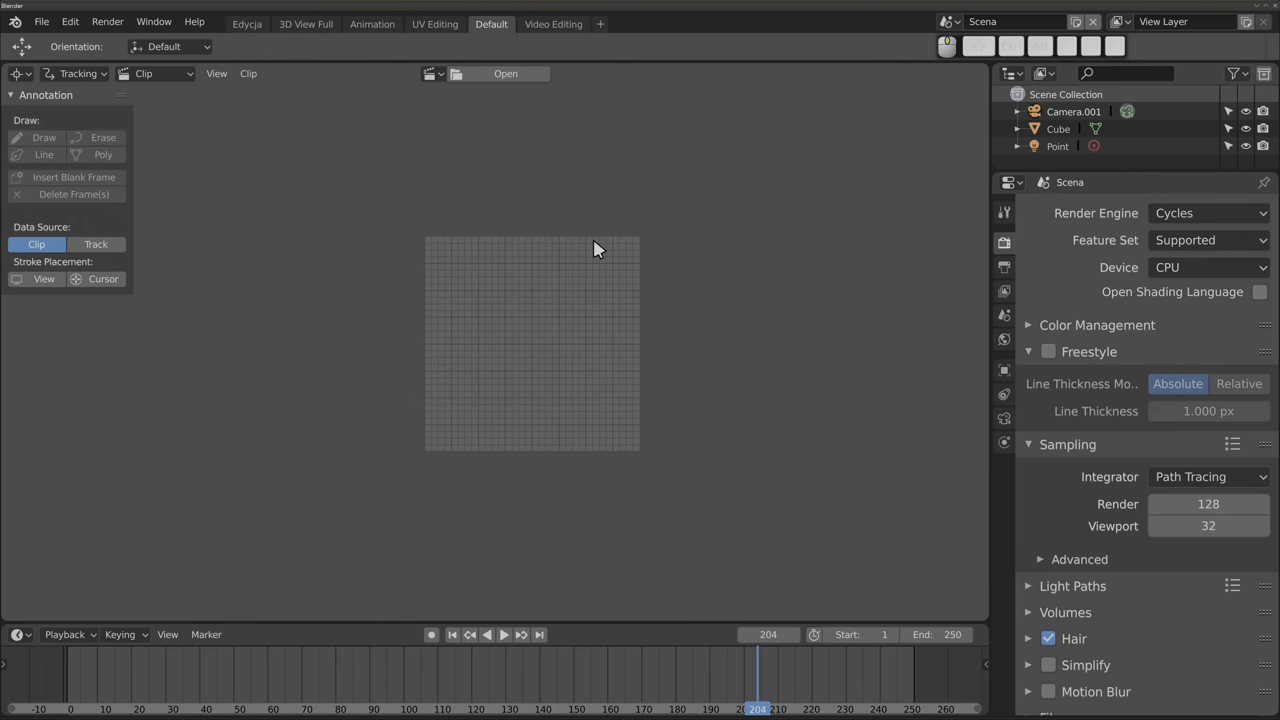 Blender
File Edit Render Window Help Edycja 3D View Full Animation UV Editing Default Video Editing + Scena View Layer
Orientation: Default Ctrl Alt
Tracking Clip View Clip Open
Annotation
Draw:
Draw Erase
Line Poly
Insert Blank Frame
Delete Frame(s)
Data Source:
Clip Track
Stroke Placement:
View Cursor
Scene Collection
Camera.001
Cube
Point
Scena
Render Engine Cycles
Feature Set Supported
Device CPU
Open Shading Language
Color Management
Freestyle
Line Thickness Mo.. Absolute Relative
Line Thickness 1.000 px
Sampling
Integrator Path Tracing
Render 128
Viewport 32
Advanced
Light Paths
Volumes
Hair
Simplify
Motion Blur
Playback Keying View Marker 204 Start: 1 End: 250
-10 0 10 20 30 40 50 60 70 80 90 100 110 120 130 140 150 160 170 180 190 204 210 220 230 240 250 260